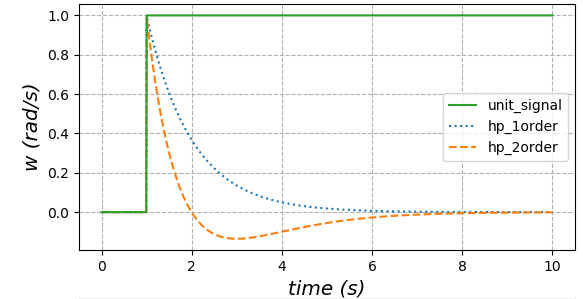 1.0
0.8
0.6
0.4
0.2
0.0
w (rad/s)
unit_signal
hp_1order
hp_2order
0 2 4 6 8 10
time (s)